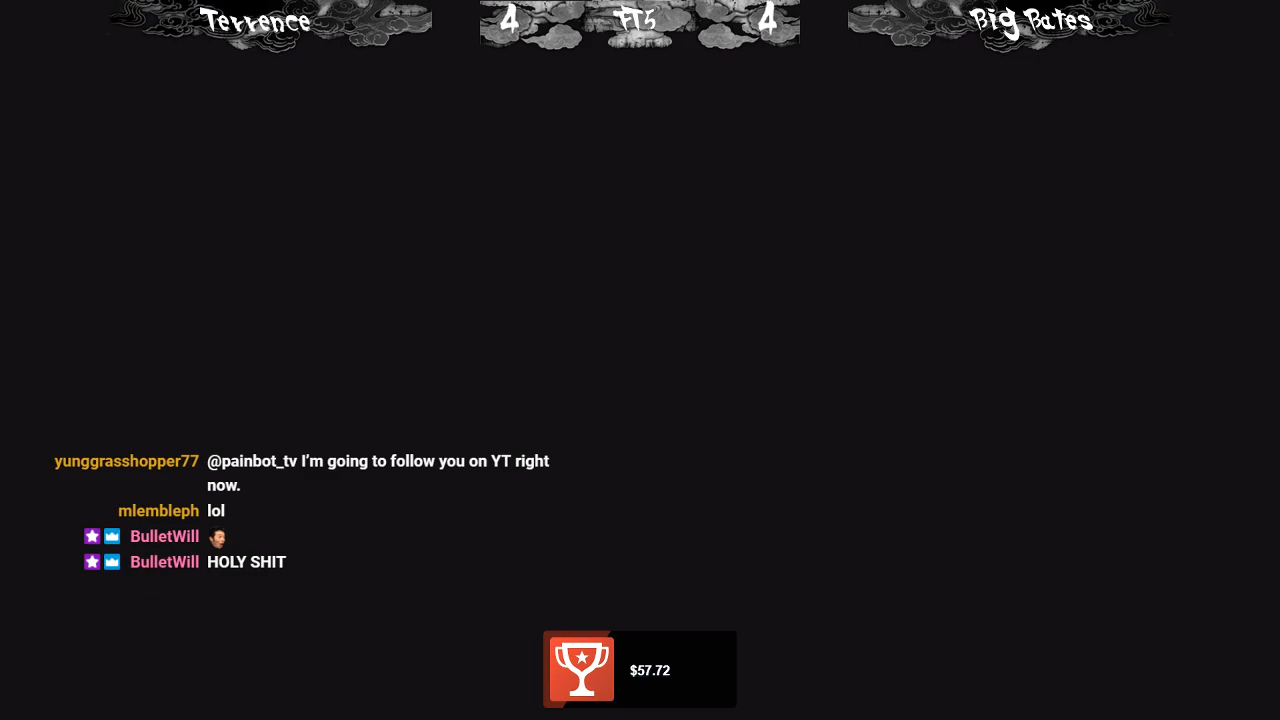 Terrence 4 FT5 4 Big Bates
yunggrasshopper77 @painbot_tv I'm going to follow you on YT right
now.
mlembleph lol
BulletWill
BulletWill HOLY SHIT
$57.72